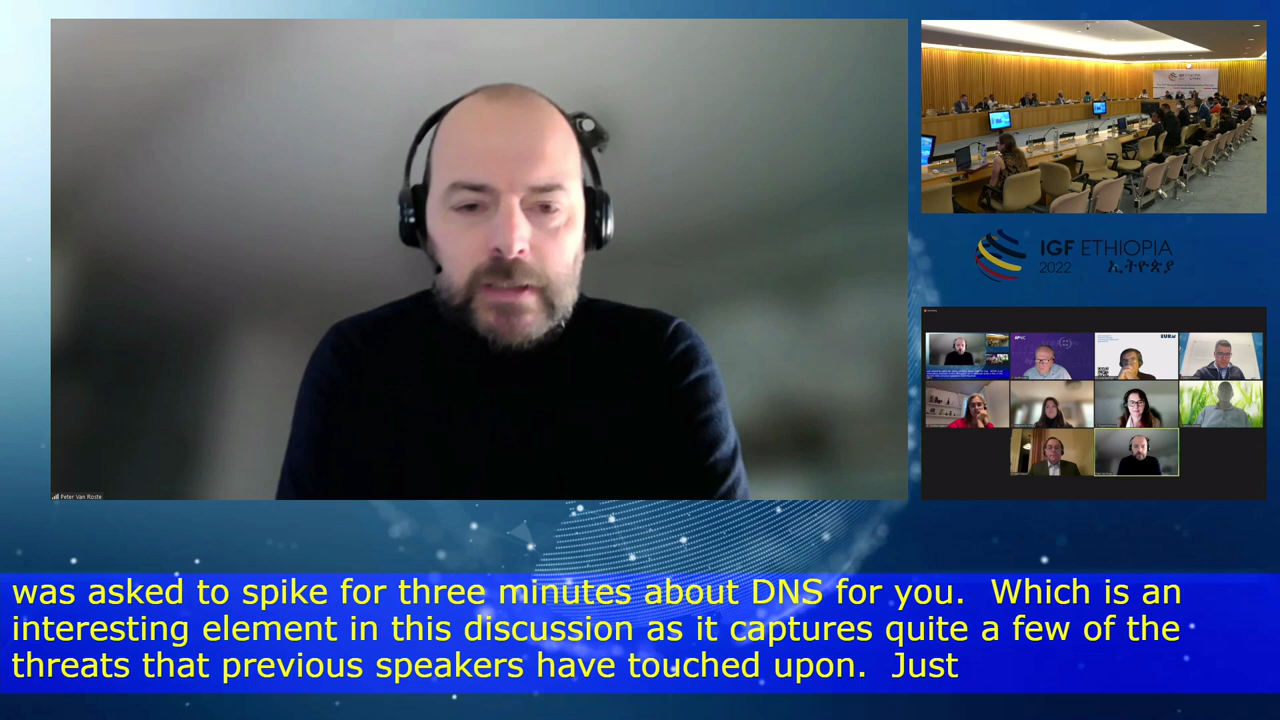 IGF ETHIOPIA
IGF ETHIOPIA
2022 ኢትዮጵያ
Peter Van Roste
was asked to spike for three minutes about DNS for you.  Which is an
interesting element in this discussion as it captures quite a few of the
threats that previous speakers have touched upon.  Just